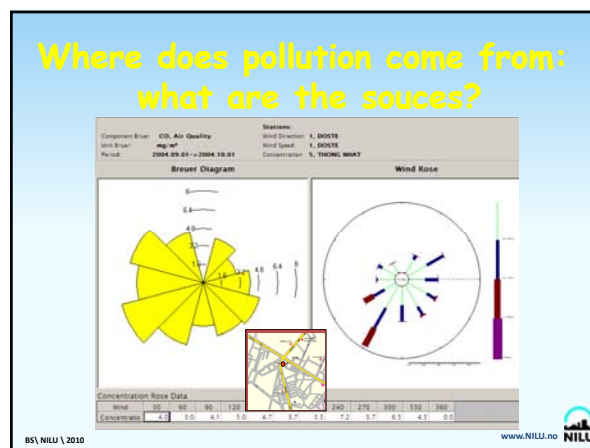 Where does pollution come from:
what are the souces?
Component Bruer CO, Air Quality
Unit Bruer: mg/m³
Period: 2004.09.01->2004.10.01
Stations:
Wind Direction: 1, DOSTE
Wind Speed: 1, DOSTE
Concentration: 5, THONG NHAT
Breuer Diagram
Wind Rose
8
6.4
4.8
3.2
1.6
1.6 3.2 4.8 6.4 8
Concentration Rose Data
Wind 30 60 90 120 240 270 300 330 360
Concentratio 4.0 3.0 4.1 5.0 4.7 3.7 7.2 5.7 6.5 4.3 0.0
BS\ NILU \ 2010
www.NILU.no
NILU